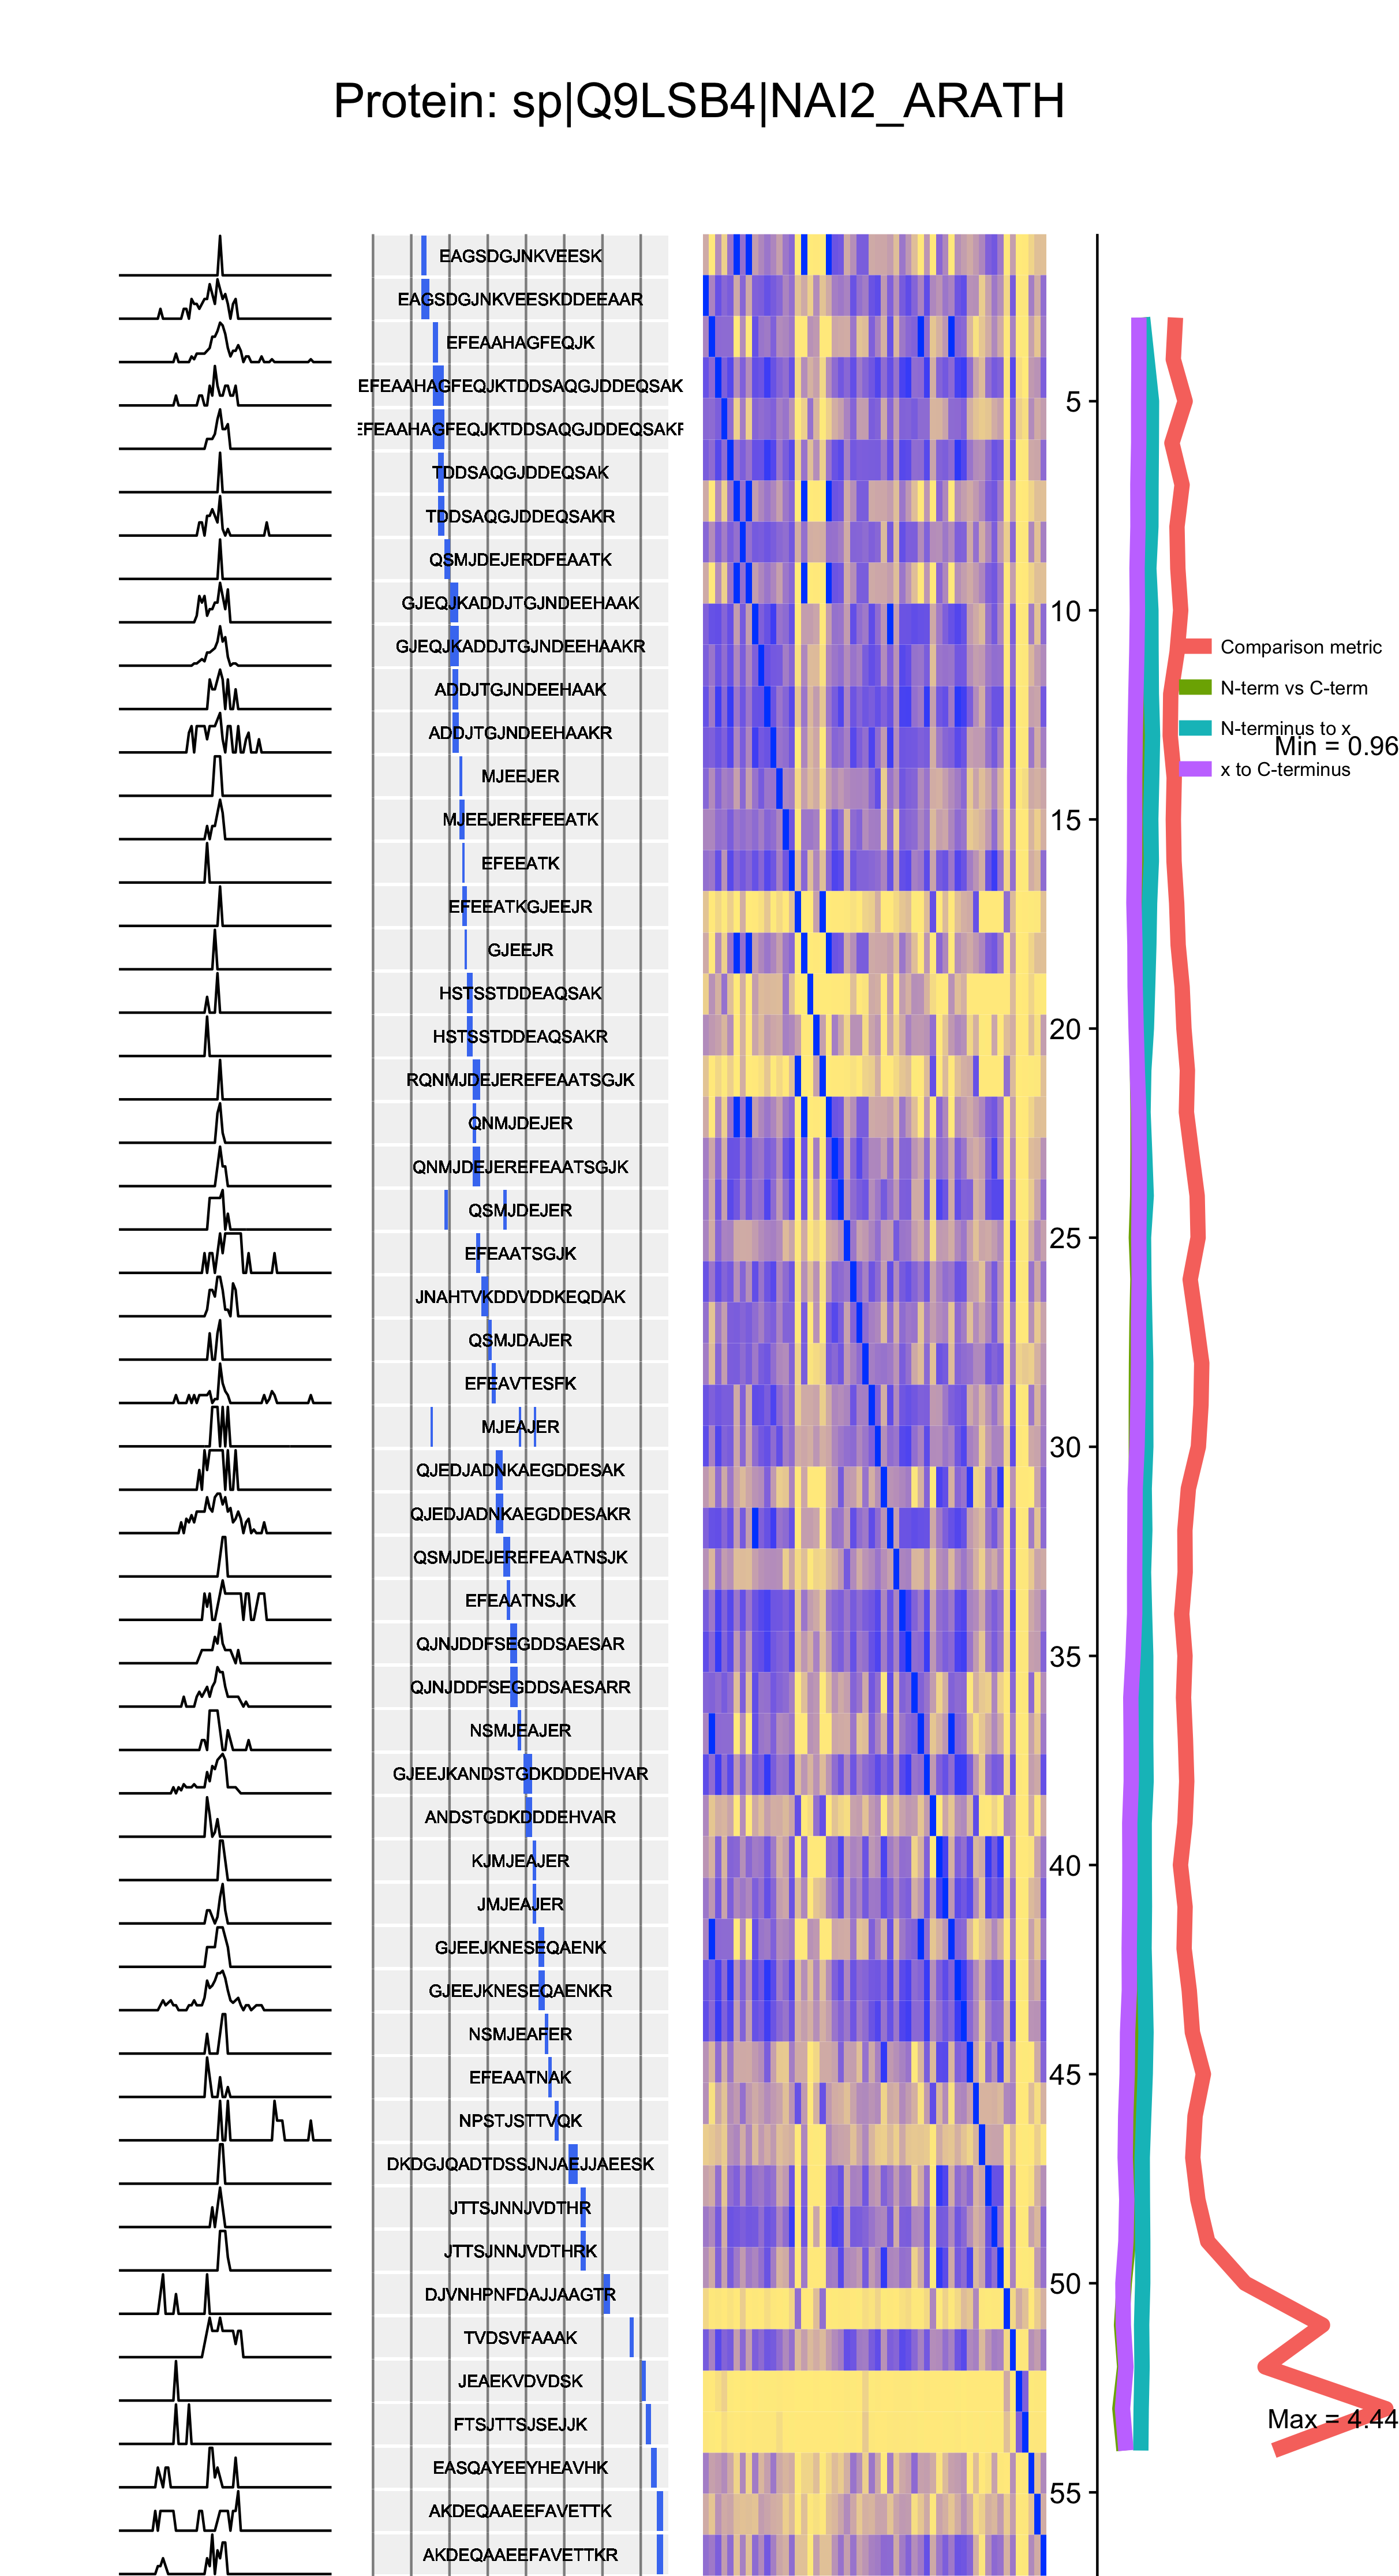 Protein: sp|Q9LSB4|NAI2_ARATH
EAGSDGJNKVEESK
EAGSDGJNKVEESKDDEEAAR
EFEAAHAGFEQJK
EFEAAHAGFEQJKTDDSAQGJDDEQSAK
5
EFEAAHAGFEQJKTDDSAQGJDDEQSAKR
TDDSAQGJDDEQSAK
TDDSAQGJDDEQSAKR
QSMJDEJERDFEAATK
GJEQJKADDJTGJNDEEHAAK
10
GJEQJKADDJTGJNDEEHAAKR
Comparison metric
ADDJTGJNDEEHAAK
N-term vs C-term
ADDJTGJNDEEHAAKR
N-terminus to x
Min = 0.96
MJEEJER
x to C-terminus
MJEEJEREFEEATK
15
EFEEATK
EFEEATKGJEEJR
GJEEJR
HSTSSTDDEAQSAK
20
HSTSSTDDEAQSAKR
RQNMJDEJEREFEAATSGJK
QNMJDEJER
QNMJDEJEREFEAATSGJK
QSMJDEJER
25
EFEAATSGJK
JNAHTVKDDVDDKEQDAK
QSMJDAJER
EFEAVTESFK
MJEAJER
30
QJEDJADNKAEGDDESAK
QJEDJADNKAEGDDESAKR
QSMJDEJEREFEAATNSJK
EFEAATNSJK
QJNJDDFSEGDDSAESAR
35
QJNJDDFSEGDDSAESARR
NSMJEAJER
GJEEJKANDSTGDKDDDEHVAR
ANDSTGDKDDDEHVAR
KJMJEAJER
40
JMJEAJER
GJEEJKNESEQAENK
GJEEJKNESEQAENKR
NSMJEAFER
EFEAATNAK
45
NPSTJSTTVQK
DKDGJQADTDSSJNJAEJJAEESK
JTTSJNNJVDTHR
JTTSJNNJVDTHRK
50
DJVNHPNFDAJJAAGTR
TVDSVFAAAK
JEAEKVDVDSK
FTSJTTSJSEJJK
Max = 4.44
EASQAYEEYHEAVHK
55
AKDEQAAEEFAVETTK
AKDEQAAEEFAVETTKR